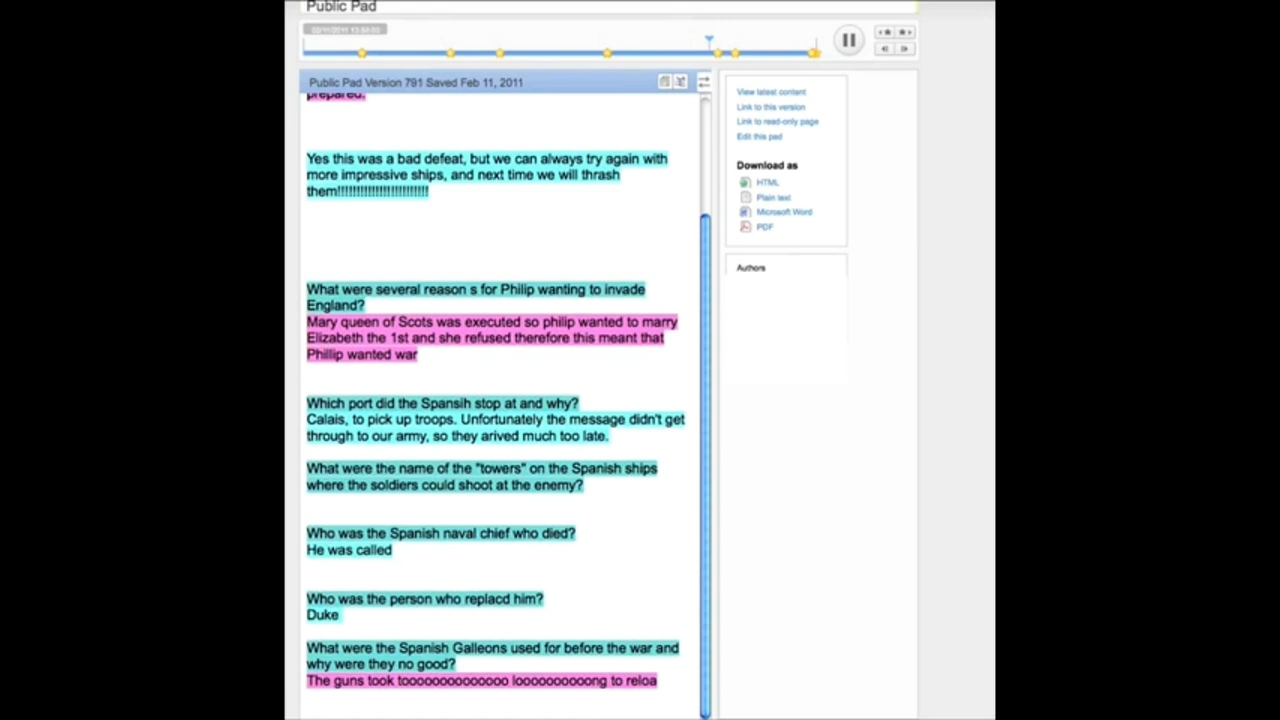 Public Pad
Public Pad Version 791 Saved Feb 11, 2011
prepared.
Yes this was a bad defeat, but we can always try again with
more impressive ships, and next time we will thrash
them!!!!!!!!!!!!!!!!!!!!!!!!
What were several reason s for Philip wanting to invade
England?
Mary queen of Scots was executed so philip wanted to marry
Elizabeth the 1st and she refused therefore this meant that
Phillip wanted war
Which port did the Spansih stop at and why?
Calais, to pick up troops. Unfortunately the message didn't get
through to our army, so they arived much too late.
What were the name of the "towers" on the Spanish ships
where the soldiers could shoot at the enemy?
Who was the Spanish naval chief who died?
He was called
Who was the person who replacd him?
Duke
What were the Spanish Galleons used for before the war and
why were they no good?
The guns took toooooooooooooo loooooooooong to reloa
View latest content
Link to this version
Link to read-only page
Edit this pad
Download as
HTML
Plain text
Microsoft Word
PDF
Authors